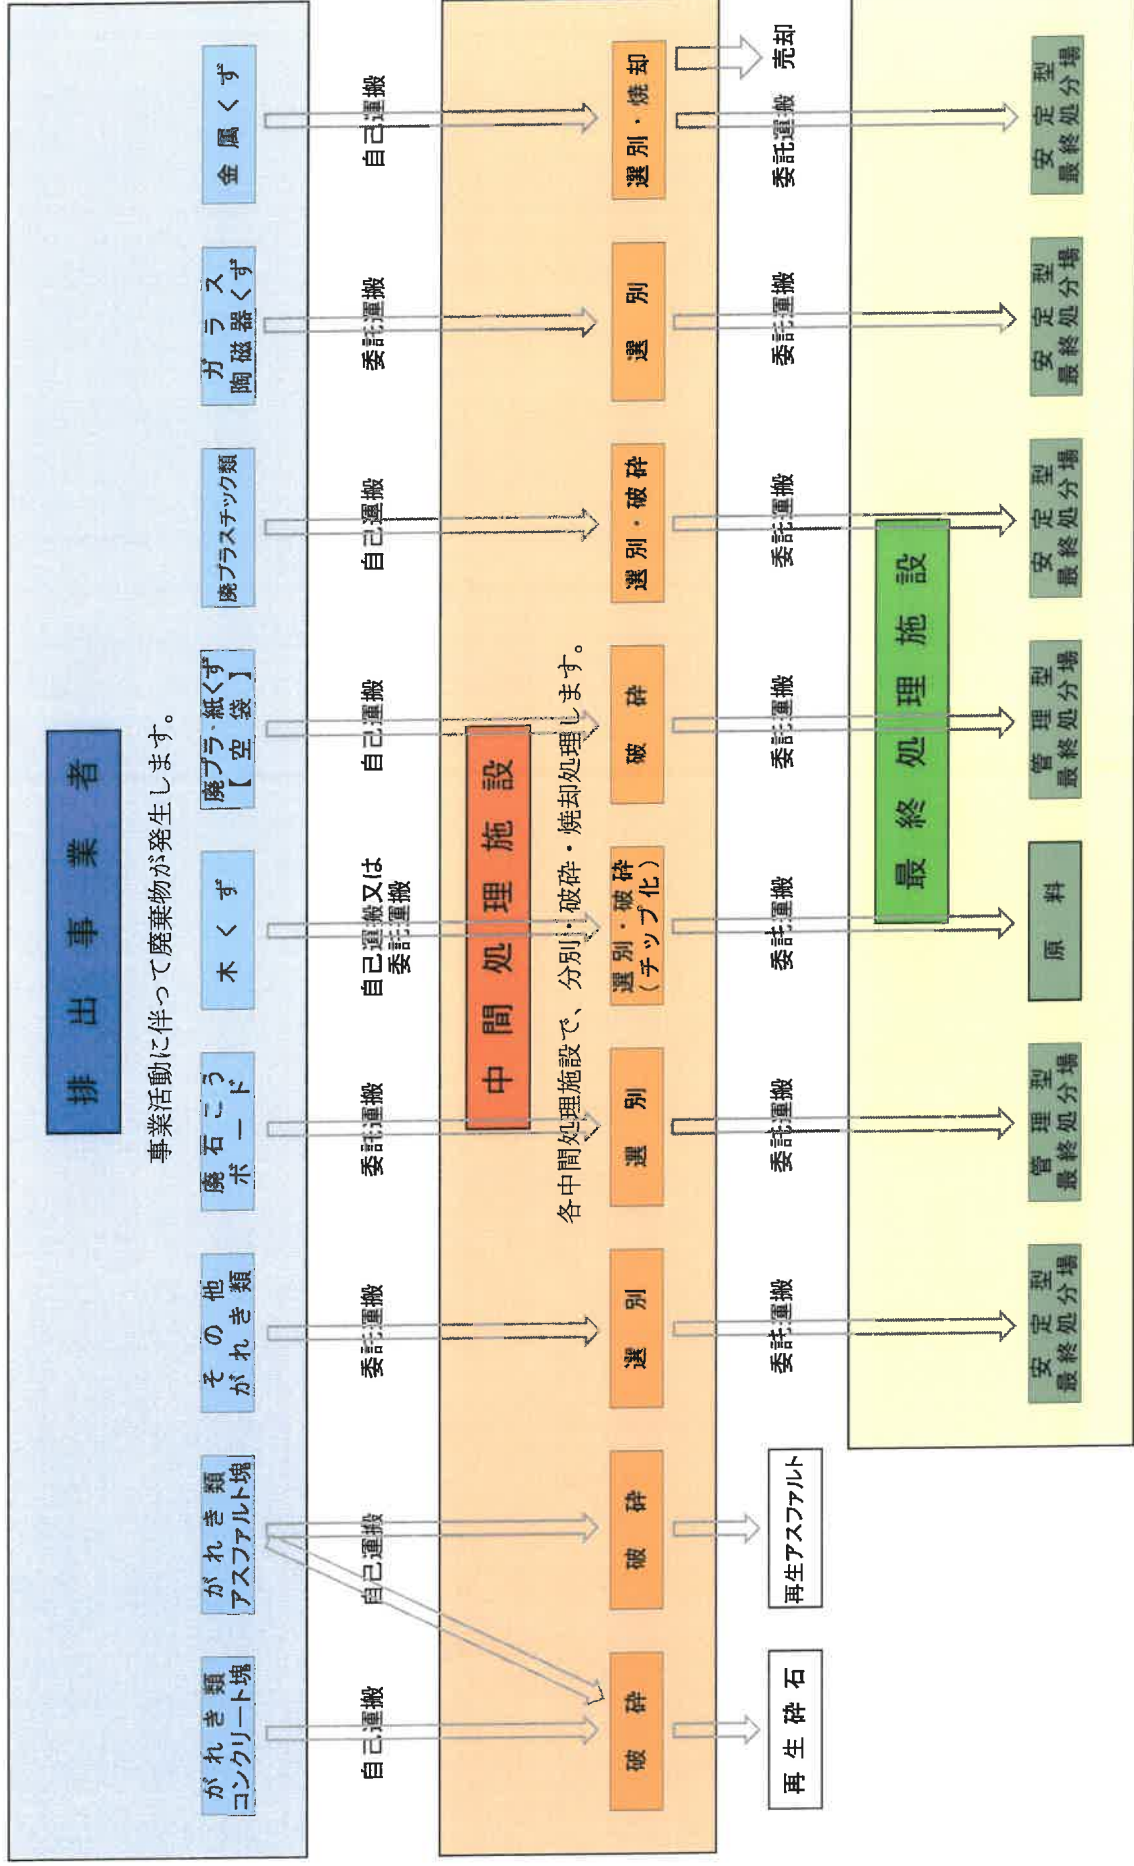 排出事業者
事業活動に伴って廃棄物が発生します。
がれき類
コンクリート塊
がれき類
アスファルト塊
その他
がれき類
廃石こう
ボード
木くず
廃プラ・紙くず
【空袋】
廃プラスチック類
ガラス
陶磁器くず
金属くず
自己運搬
自己運搬
委託運搬
委託運搬
自己運搬又は
委託運搬
自己運搬
自己運搬
委託運搬
自己運搬
中間処理施設
各中間処理施設で、分別・破砕・焼却処理します。
破砕
破砕
選別
選別
選別・破砕
(チップ化)
破砕
選別・破砕
選別
選別・焼却
再生砕石
再生アスファルト
委託運搬
委託運搬
委託運搬
委託運搬
委託運搬
委託運搬
委託運搬
売却
最終処理施設
安定型
最終処分場
管理型
最終処分場
原料
管理型
最終処分場
安定型
最終処分場
安定型
最終処分場
安定型
最終処分場